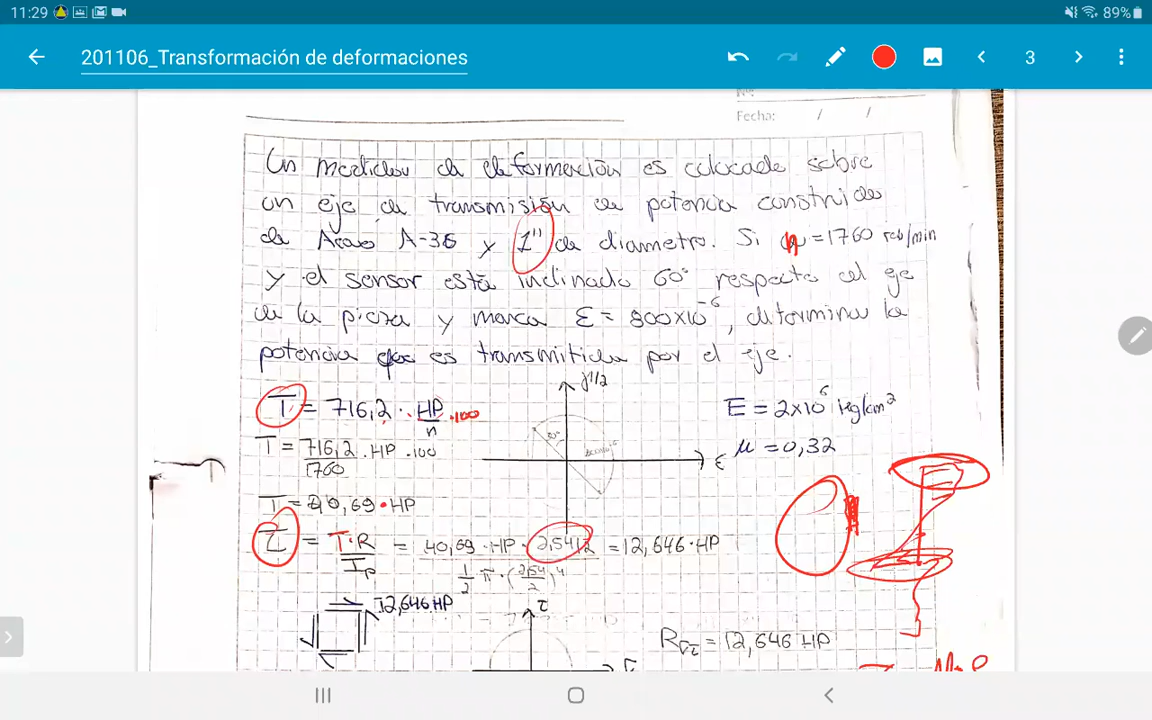 11:29
89%
201106_Transformación de deformaciones
3
Nº:
Fecha: / /
Un medidor de deformación es colocado sobre
un eje de transmisión de potencia construido
de Acero A-36 y 1" de diametro. Si n=1760 rev/min
y el sensor está inclinado 60° respecto al eje
de la pieza y marca ε= 800x10⁻⁶, determina la
potencia que es transmitida por el eje.
T = 716,2 · HP/n ·100
γ/2
E = 2x10⁶ kg/cm²
T = 716,2/1760 · HP ·100
ε
μ = 0,32
T = 40,69 · HP
τ = T·R/Ip = 40,69 · HP · 2,54/2 / 1/2 π · (2,54/2)⁴ = 12,646 · HP
12,646 HP
τ
R = 12,646 HP